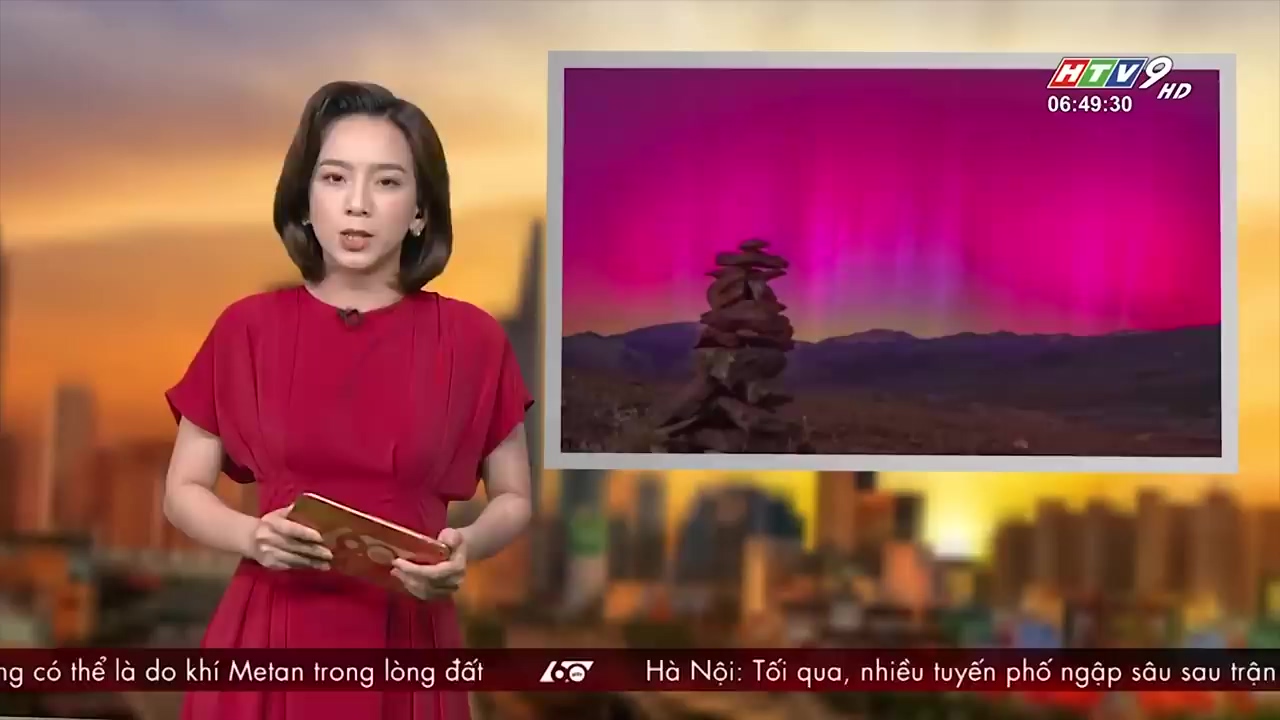 HTV9 HD
06:49:30
ng có thể là do khí Metan trong lòng đất 60 Hà Nội: Tối qua, nhiều tuyến phố ngập sâu sau trận